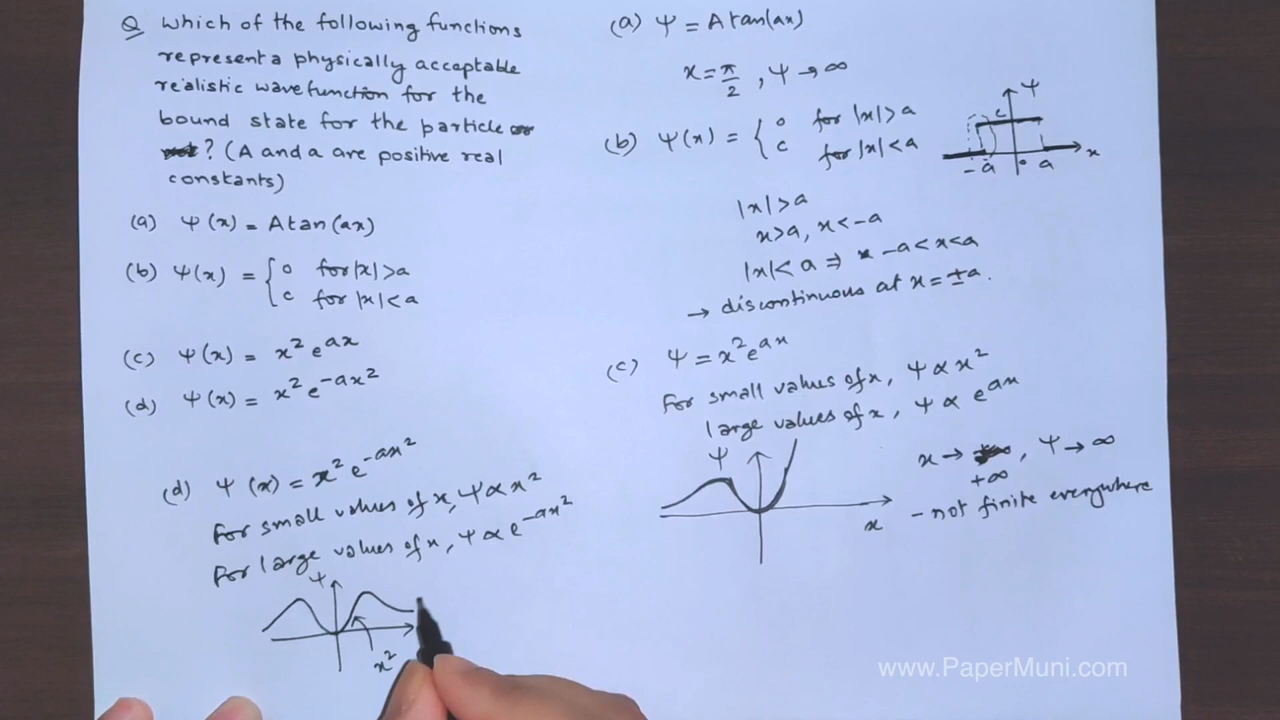 Q Which of the following functions
represent a physically acceptable
realistic wavefunction for the
bound state for the particle or
not? (A and a are positive real
constants)
(a) Ψ(x) = A tan(ax)
(b) Ψ(x) = { 0 for |x|>a
c for |x|<a
(c) Ψ(x) = x² e^{ax}
(d) Ψ(x) = x² e^{-ax²}
(d) Ψ(x) = x² e^{-ax²}
For small values of x, Ψ ∝ x²
For large values of x, Ψ ∝ e^{-ax²}
Ψ
x²
(a) Ψ = A tan(ax)
x = π/2 , Ψ → ∞
(b) Ψ(x) = { 0 for |x|>a
c for |x|<a
Ψ
c
-a 0 a x
|x|>a
x>a, x<-a
|x|<a ⇒ x -a<x<a
→ discontinuous at x = ±a.
(c) Ψ = x² e^{ax}
For small values of x, Ψ ∝ x²
large values of x, Ψ ∝ e^{ax}
Ψ
x
x → +∞, Ψ → ∞
- not finite everywhere
www.PaperMuni.com